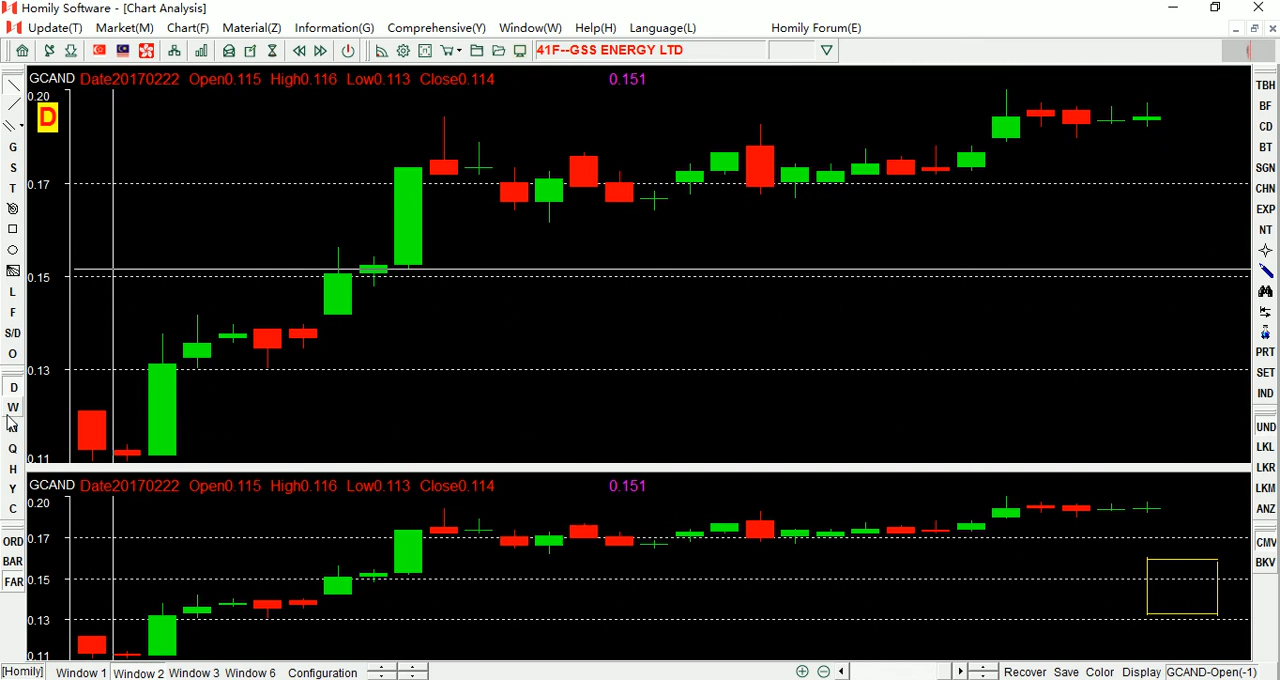 Homily Software - [Chart Analysis]
Update(T) Market(M) Chart(F) Material(Z) Information(G) Comprehensive(Y) Window(W) Help(H) Language(L) Homily Forum(E)
41F--GSS ENERGY LTD
GCAND Date20170222 Open0.115 High0.116 Low0.113 Close0.114 0.151
0.20
D
0.17
0.15
0.13
0.11
GCAND Date20170222 Open0.115 High0.116 Low0.113 Close0.114 0.151
0.20
0.17
0.15
0.13
0.11
G
S
T
L
F
S/D
O
D
W
Q
H
Y
C
ORD
BAR
FAR
TBH
BF
CD
BT
SGN
CHN
EXP
NT
PRT
SET
IND
UND
LKL
LKR
LKM
ANZ
CMV
BKV
[Homily] Window 1 Window 2 Window 3 Window 6 Configuration Recover Save Color Display GCAND-Open(-1)